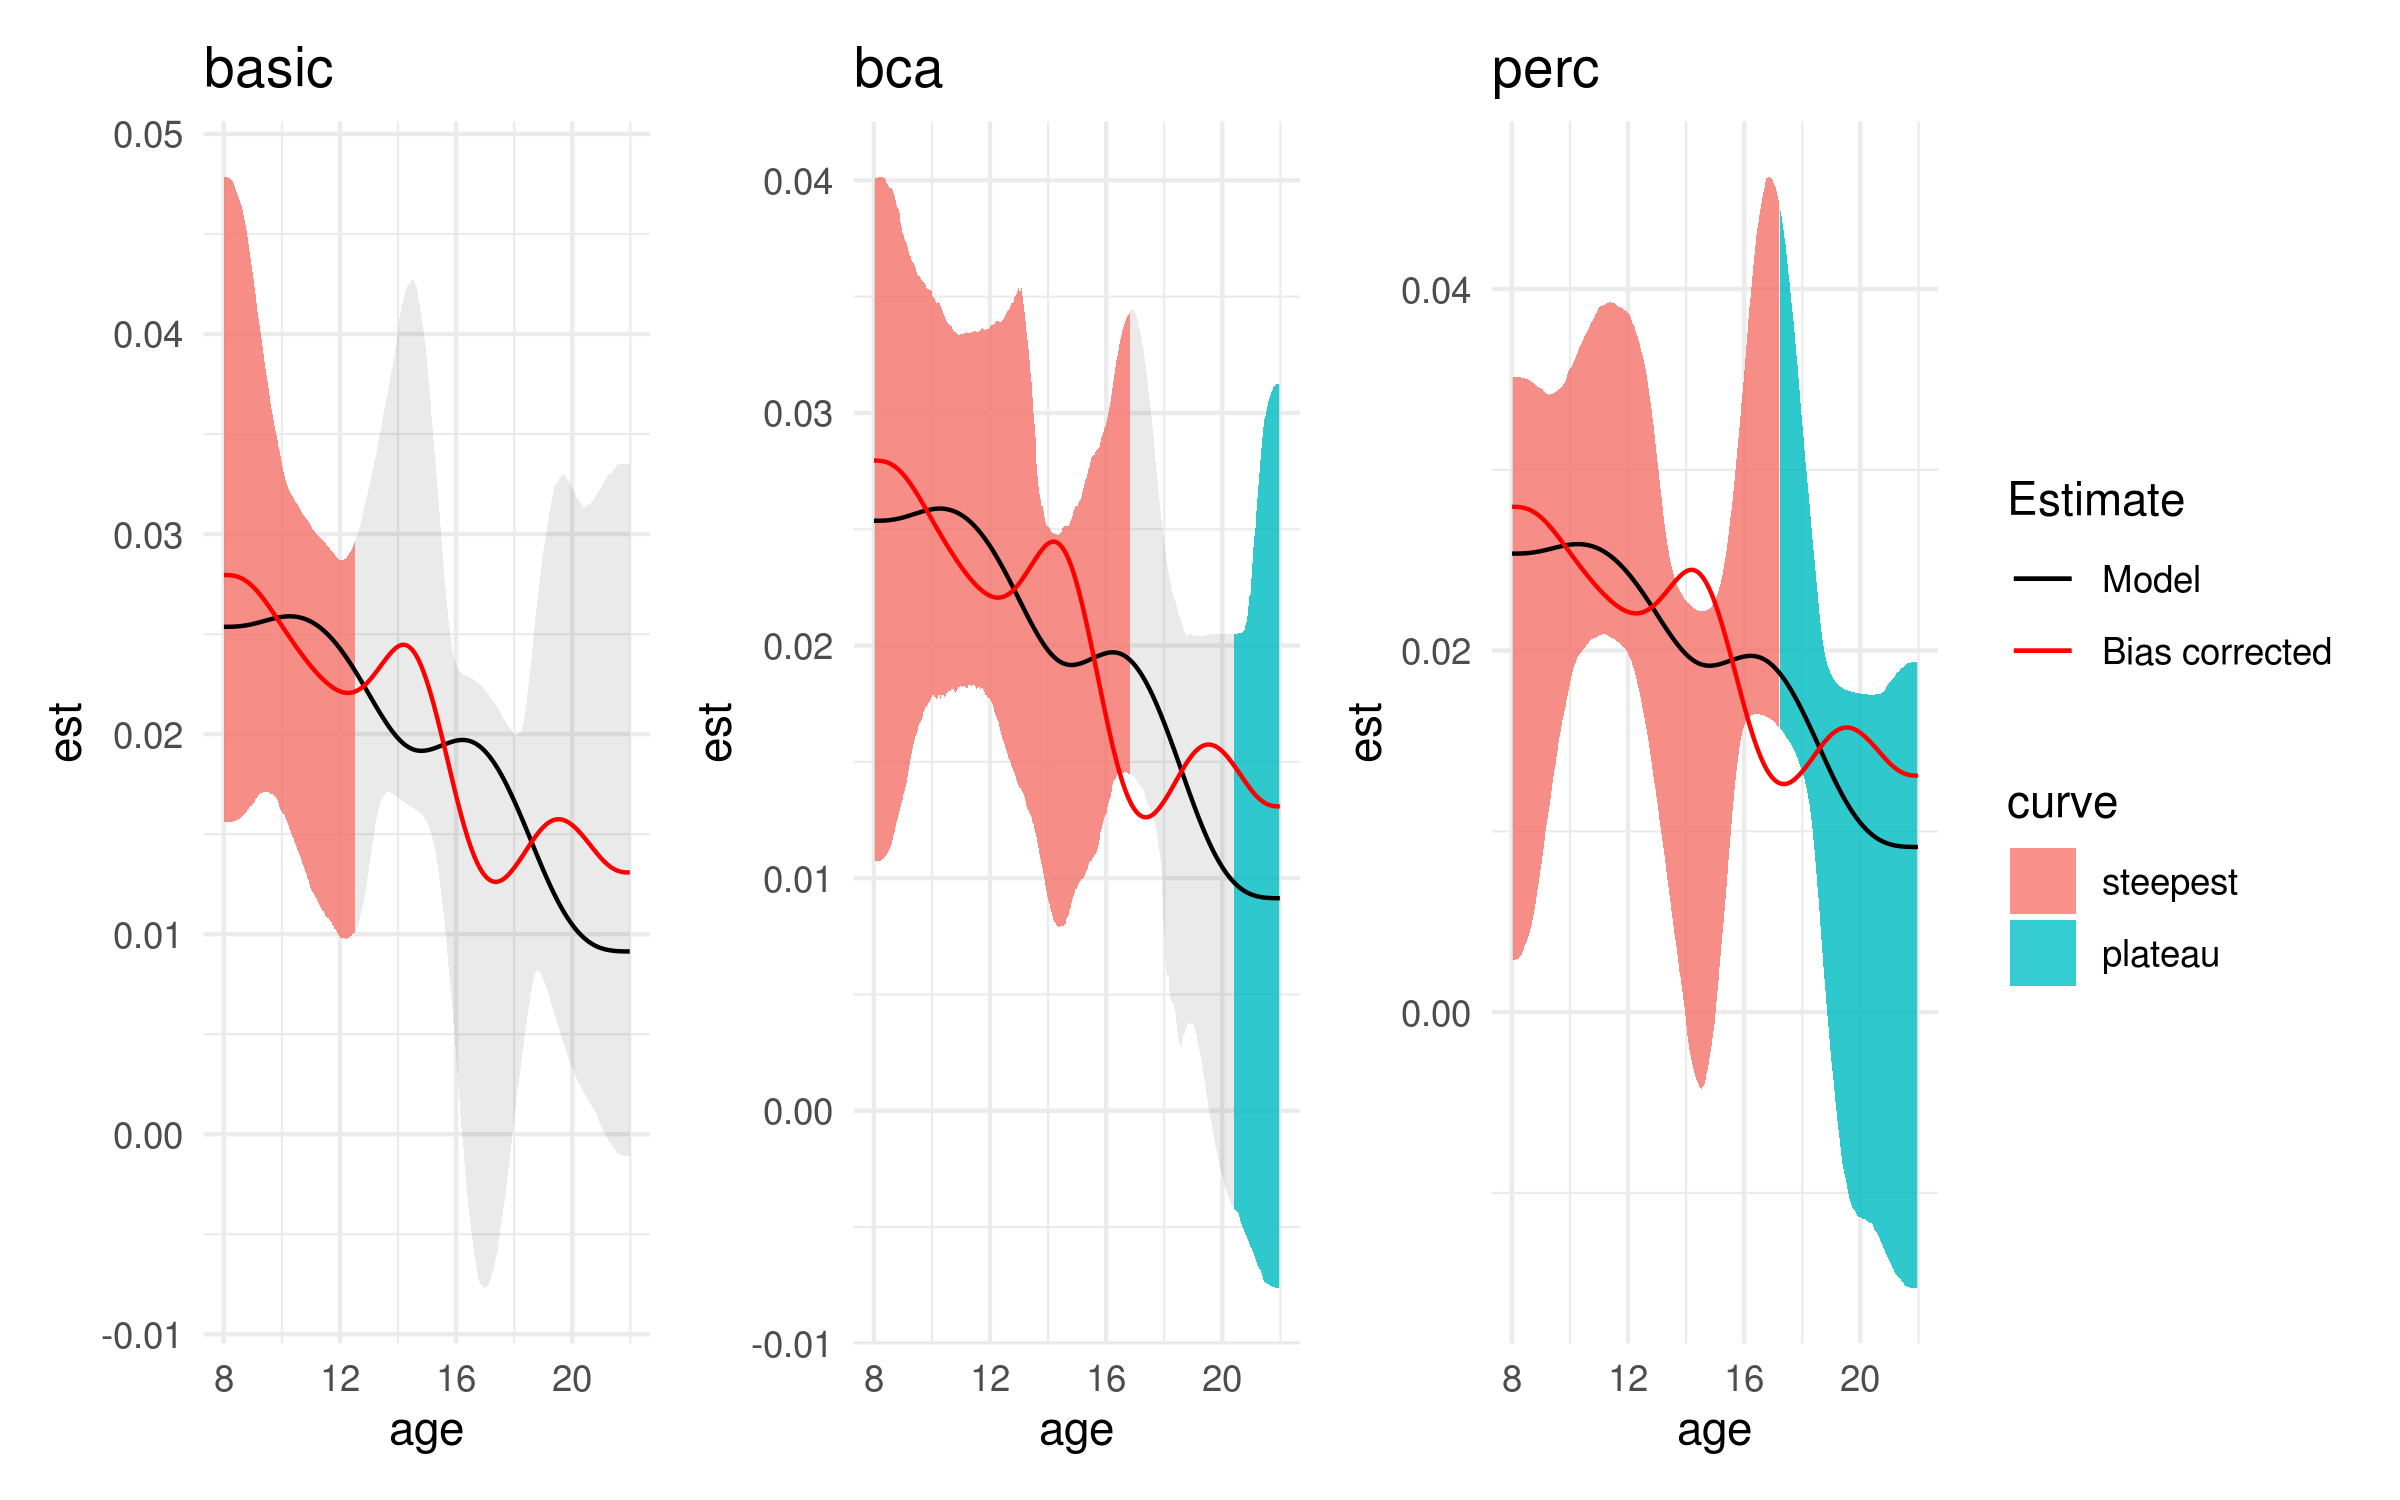 basic
0.05
0.04
0.03
0.02
0.01
0.00
-0.01
est
8 12 16 20
age
bca
0.04
0.03
0.02
0.01
0.00
-0.01
est
8 12 16 20
age
perc
0.04
0.02
0.00
est
8 12 16 20
age
Estimate
Model
Bias corrected
curve
steepest
plateau